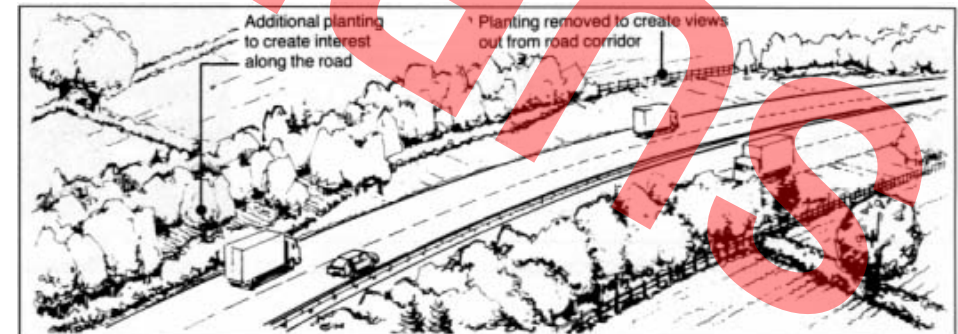 Additional planting
to create interest
along the road
Planting removed to create views
out from road corridor